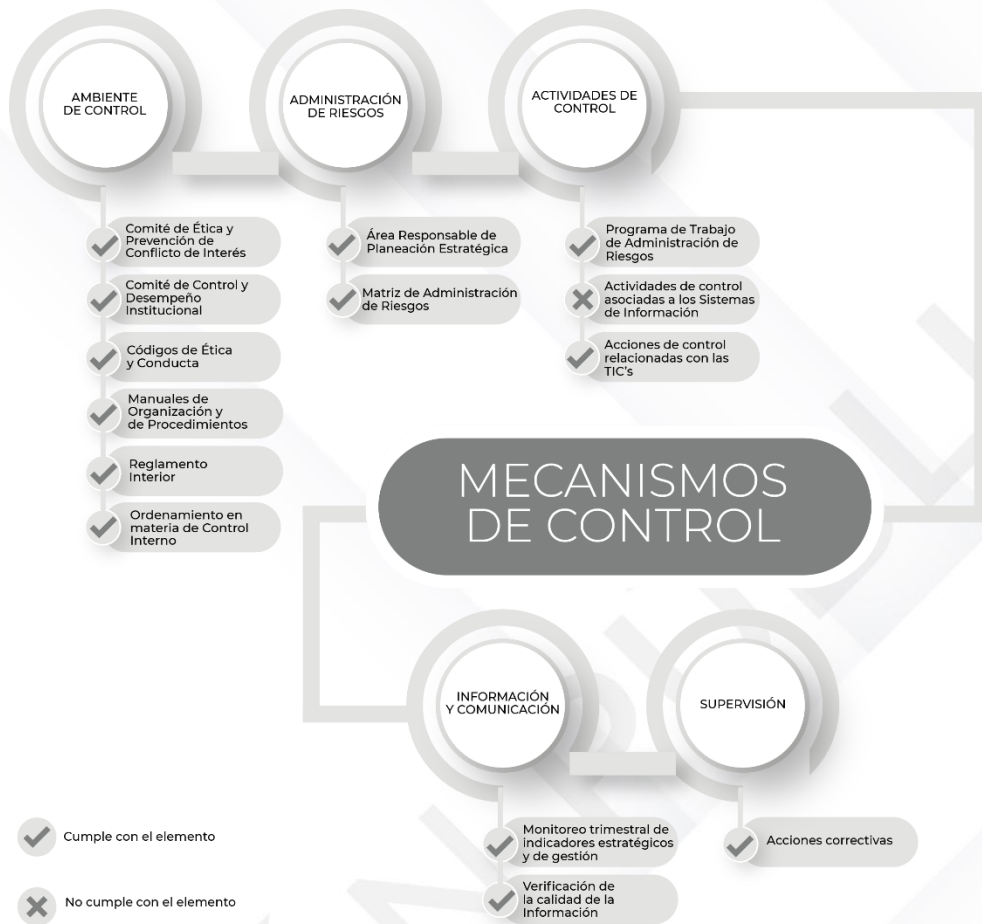 AMBIENTE
DE CONTROL
ADMINISTRACIÓN
DE RIESGOS
ACTIVIDADES DE
CONTROL
Comité de Ética y
Prevención de
Conflicto de Interés
Comité de Control y
Desempeño
Institucional
Códigos de Ética
y Conducta
Manuales de
Organización y
de Procedimientos
Reglamento
Interior
Ordenamiento en
materia de Control
Interno
Área Responsable de
Planeación Estratégica
Matriz de Administración
de Riesgos
Programa de Trabajo
de Administración de
Riesgos
Actividades de control
asociadas a los Sistemas
de Información
Acciones de control
relacionadas con las
TIC's
MECANISMOS
DE CONTROL
INFORMACIÓN
Y COMUNICACIÓN
SUPERVISIÓN
Monitoreo trimestral de
indicadores estratégicos
y de gestión
Verificación de
la calidad de la
Información
Acciones correctivas
Cumple con el elemento
No cumple con el elemento